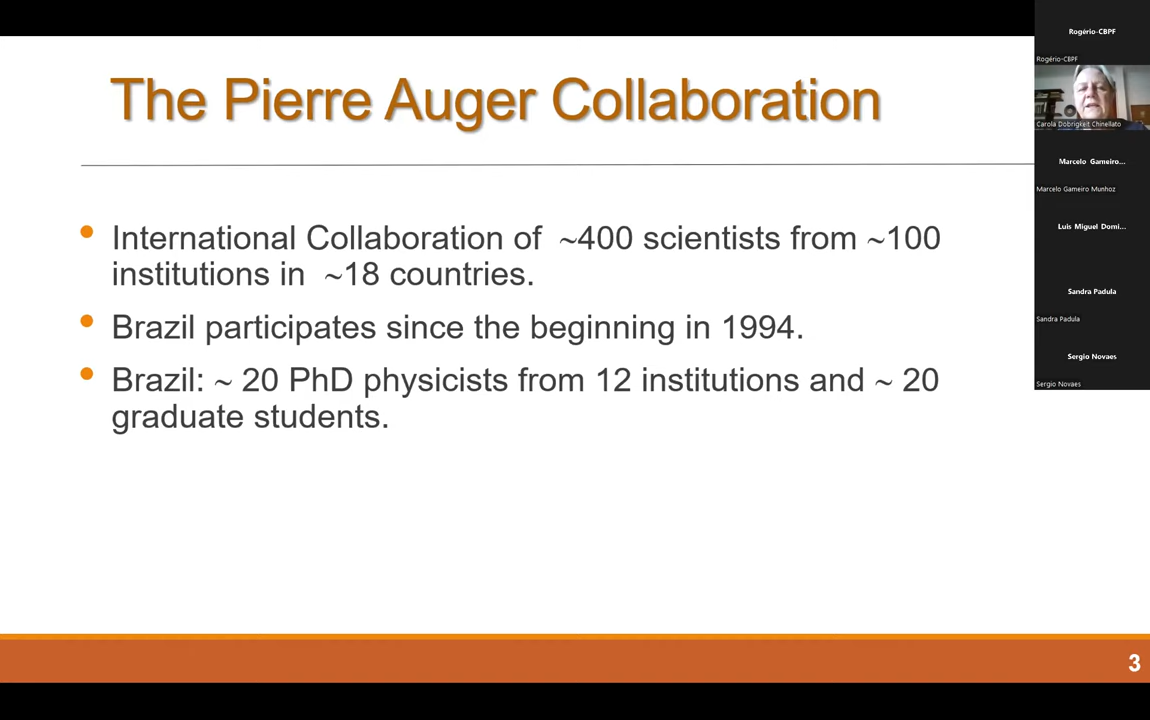 The Pierre Auger Collaboration
International Collaboration of ~400 scientists from ~100
institutions in ~18 countries.
Brazil participates since the beginning in 1994.
Brazil: ~ 20 PhD physicists from 12 institutions and ~ 20
graduate students.
3
Rogério-CBPF
Rogério-CBPF
Carola Dobrigkeit Chinellato
Marcelo Gameiro...
Marcelo Gameiro Munhoz
Luis Miguel Domi...
Sandra Padula
Sandra Padula
Sergio Novaes
Sergio Novaes